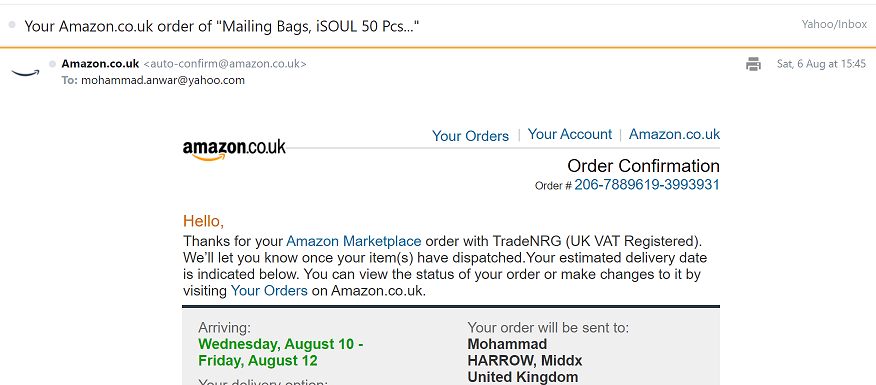 Your Amazon.co.uk order of "Mailing Bags, iSOUL 50 Pcs..."
Yahoo/Inbox
Amazon.co.uk <auto-confirm@amazon.co.uk>
Sat, 6 Aug at 15:45
To: mohammad.anwar@yahoo.com
Your Orders | Your Account | Amazon.co.uk
amazon.co.uk
Order Confirmation
Order # 206-7889619-3993931
Hello,
Thanks for your Amazon Marketplace order with TradeNRG (UK VAT Registered).
We'll let you know once your item(s) have dispatched.Your estimated delivery date
is indicated below. You can view the status of your order or make changes to it by
visiting Your Orders on Amazon.co.uk.
Arriving:
Wednesday, August 10 -
Friday, August 12
Your delivery option:
Your order will be sent to:
Mohammad
HARROW, Middx
United Kingdom